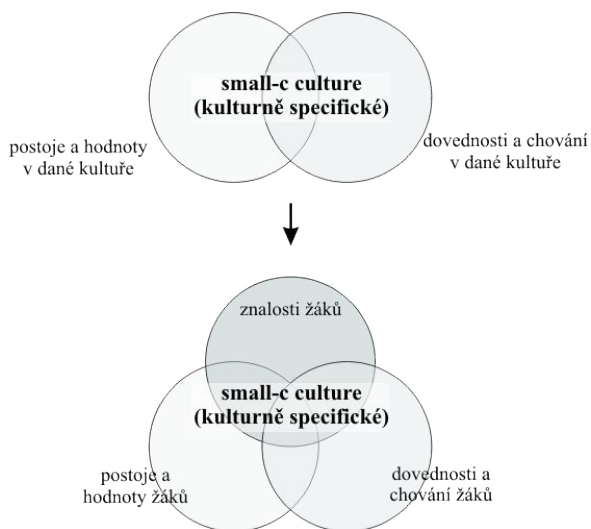 small-c culture
(kulturně specifické)
postoje a hodnoty
v dané kultuře
dovednosti a chování
v dané kultuře
znalosti žáků
small-c culture
(kulturně specifické)
postoje a
hodnoty žáků
dovednosti a
chování žáků